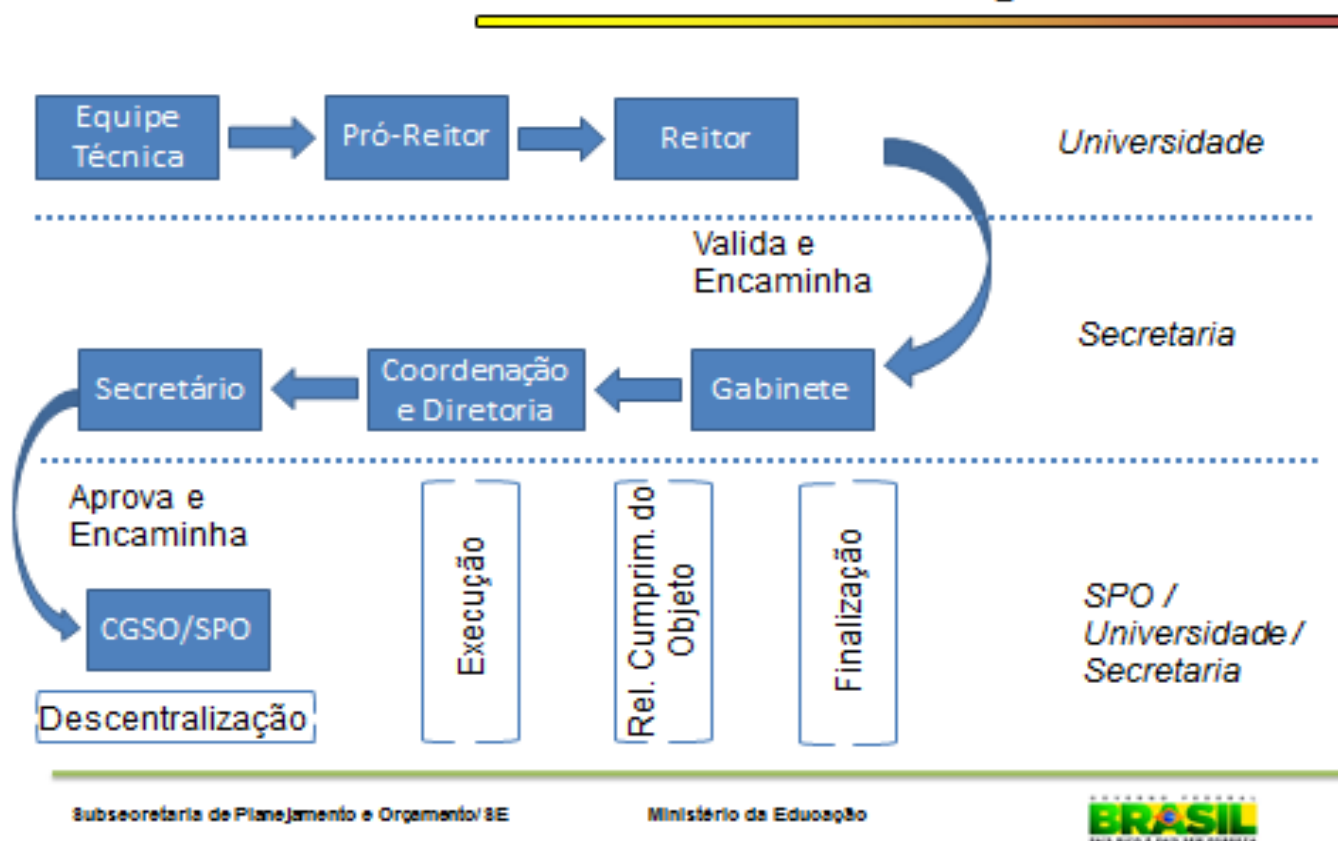 Equipe
Técnica
Pró-Reitor
Reitor
Universidade
Valida e
Encaminha
Secretaria
Secretário
Coordenação
e Diretoria
Gabinete
Aprova e
Encaminha
CGSO/SPO
Descentralização
Execução
Rel. Cumprim. do
Objeto
Finalização
SPO /
Universidade /
Secretaria
Subsecretaria de Planejamento e Orçamento/SE
Ministério da Educação
BRASIL